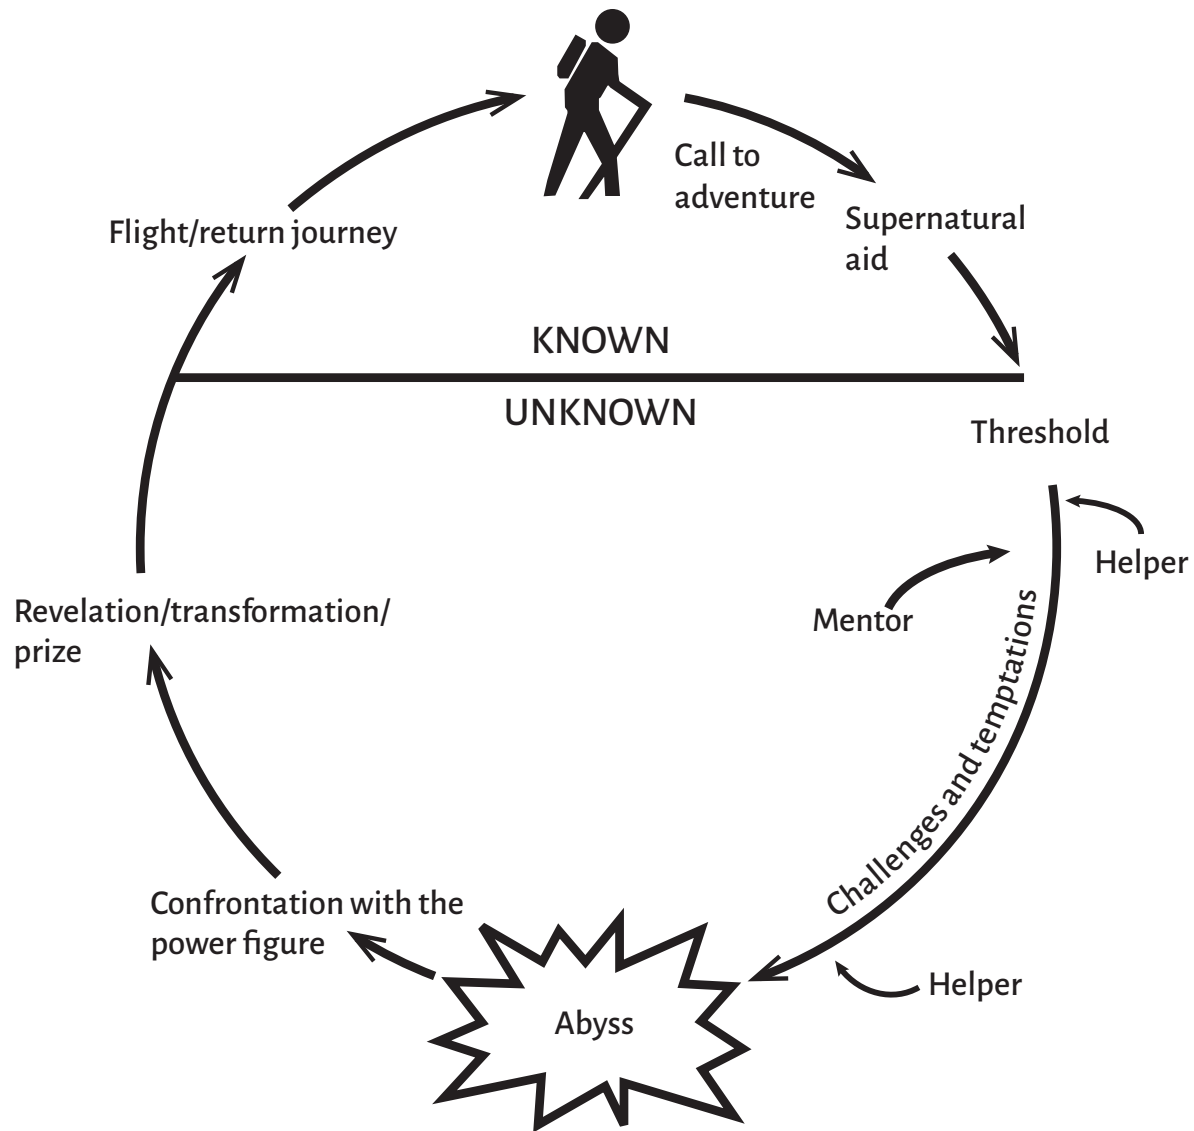 Call to
adventure
Supernatural
aid
Flight/return journey
KNOWN
UNKNOWN
Threshold
Helper
Mentor
Challenges and temptations
Revelation/transformation/
prize
Confrontation with the
power figure
Helper
Abyss